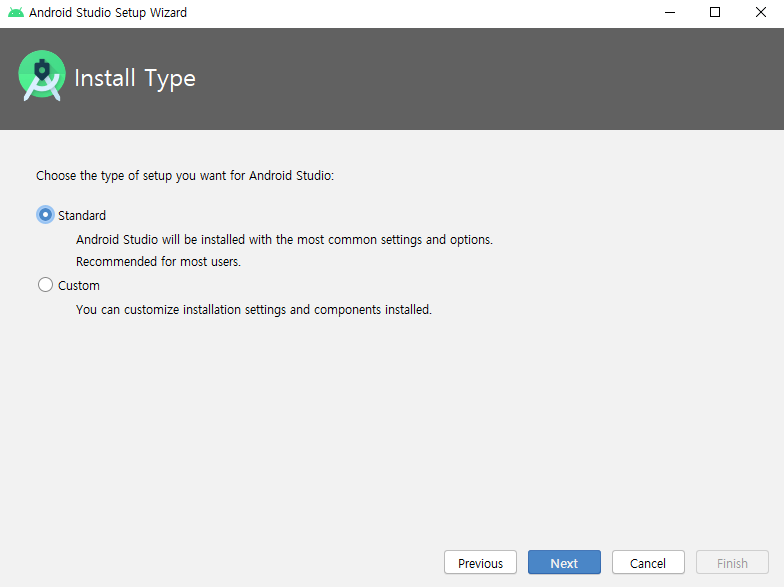 Android Studio Setup Wizard
Install Type
Choose the type of setup you want for Android Studio:
Standard
Android Studio will be installed with the most common settings and options.
Recommended for most users.
Custom
You can customize installation settings and components installed.
Previous
Next
Cancel
Finish